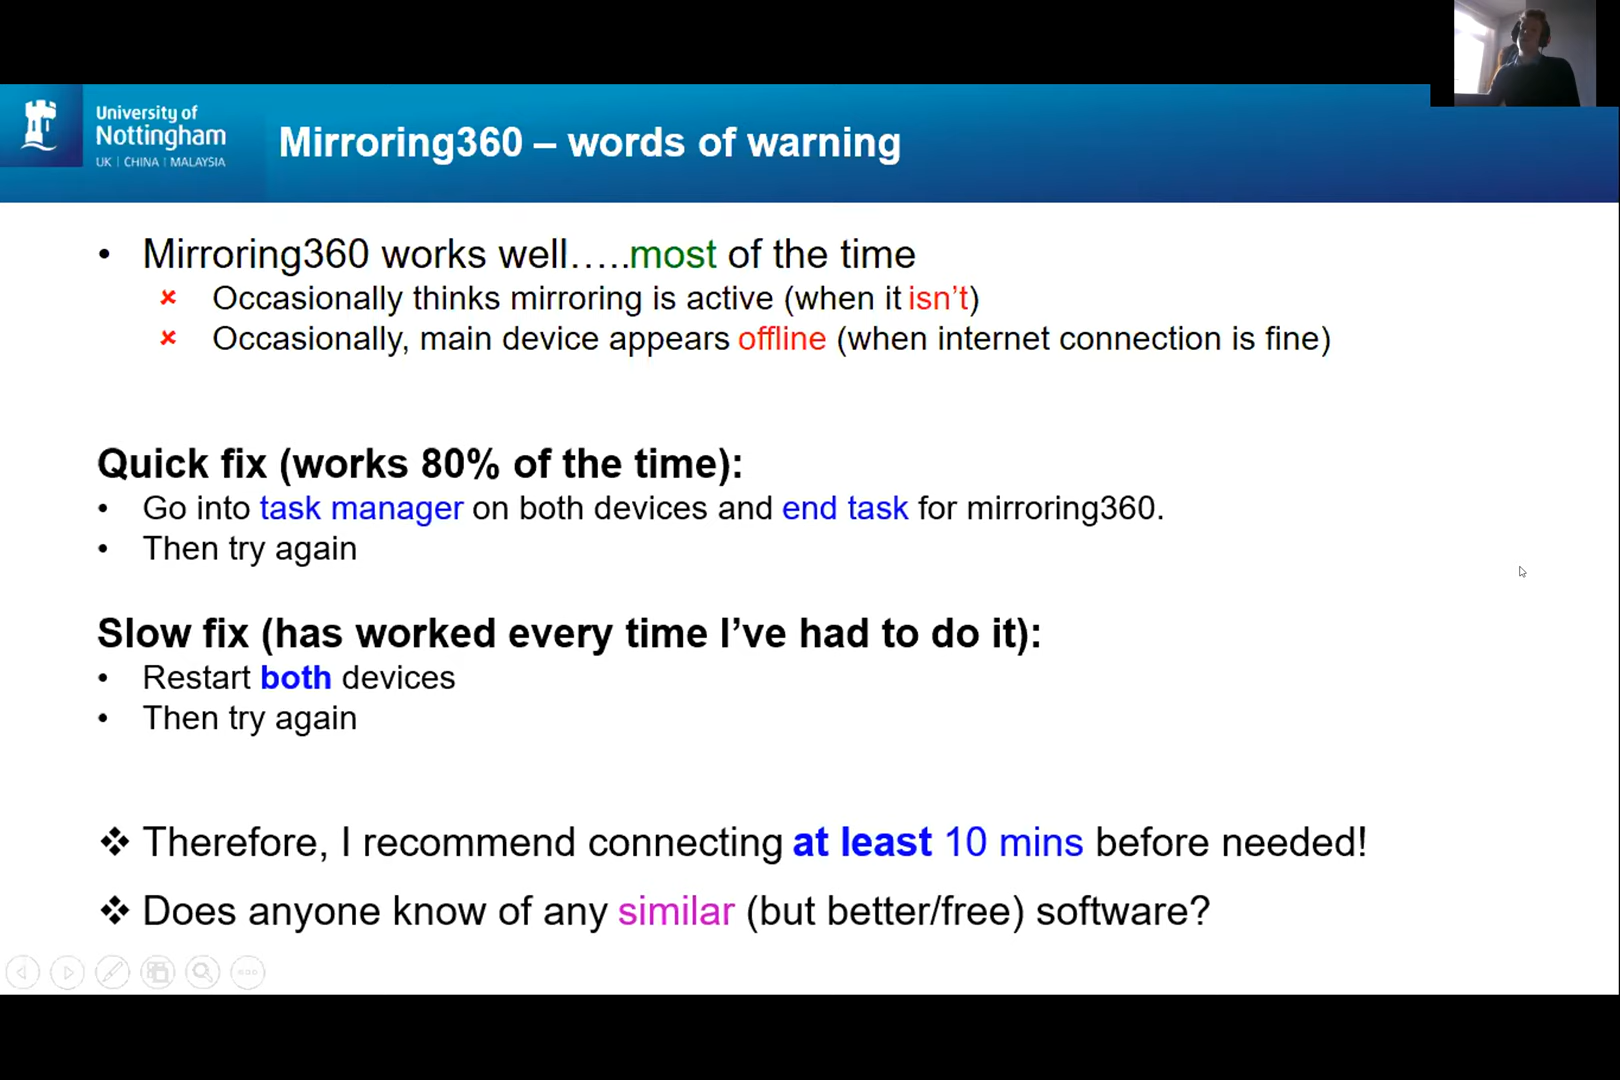 University of
Nottingham
UK | CHINA | MALAYSIA
Mirroring360 – words of warning
• Mirroring360 works well…..most of the time
× Occasionally thinks mirroring is active (when it isn’t)
× Occasionally, main device appears offline (when internet connection is fine)
Quick fix (works 80% of the time):
• Go into task manager on both devices and end task for mirroring360.
• Then try again
Slow fix (has worked every time I’ve had to do it):
• Restart both devices
• Then try again
❖ Therefore, I recommend connecting at least 10 mins before needed!
❖ Does anyone know of any similar (but better/free) software?